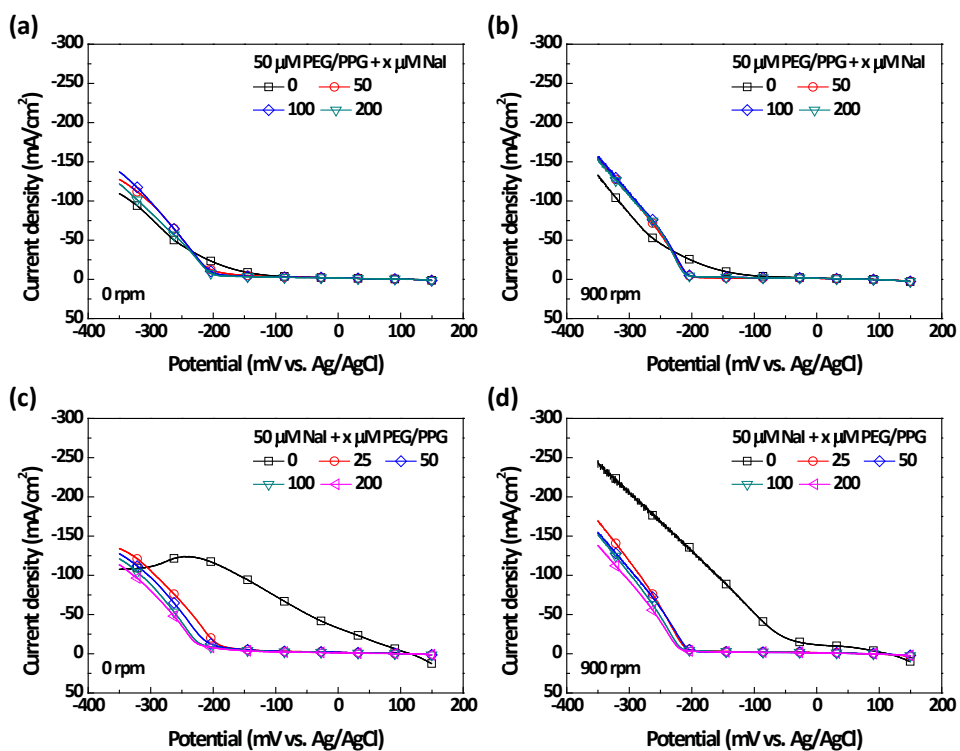 (a)
-300
-250
-200
-150
-100
-50
0
50
Current density (mA/cm²)
50 μM PEG/PPG + x μM NaI
0 50
100 200
0 rpm
-400 -300 -200 -100 0 100 200
Potential (mV vs. Ag/AgCl)
(b)
-300
-250
-200
-150
-100
-50
0
50
Current density (mA/cm²)
50 μM PEG/PPG + x μM NaI
0 50
100 200
900 rpm
-400 -300 -200 -100 0 100 200
Potential (mV vs. Ag/AgCl)
(c)
-300
-250
-200
-150
-100
-50
0
50
Current density (mA/cm²)
50 μM NaI + x μM PEG/PPG
0 25 50
100 200
0 rpm
-400 -300 -200 -100 0 100 200
Potential (mV vs. Ag/AgCl)
(d)
-300
-250
-200
-150
-100
-50
0
50
Current density (mA/cm²)
50 μM NaI + x μM PEG/PPG
0 25 50
100 200
900 rpm
-400 -300 -200 -100 0 100 200
Potential (mV vs. Ag/AgCl)